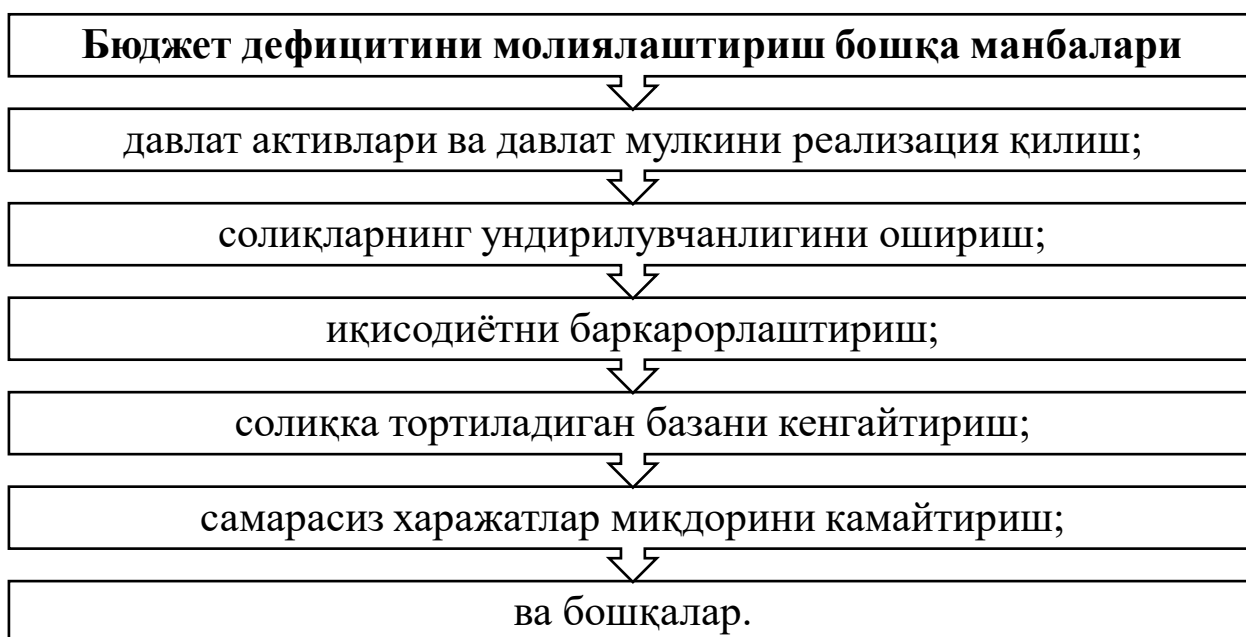 Бюджет дефицитини молиялаштириш бошқа манбалари
давлат активлари ва давлат мулкини реализация қилиш;
солиқларнинг ундирилувчанлигини ошириш;
иқисодиётни баркарорлаштириш;
солиққа тортиладиган базани кенгайтириш;
самарасиз харажатлар миқдорини камайтириш;
ва бошқалар.